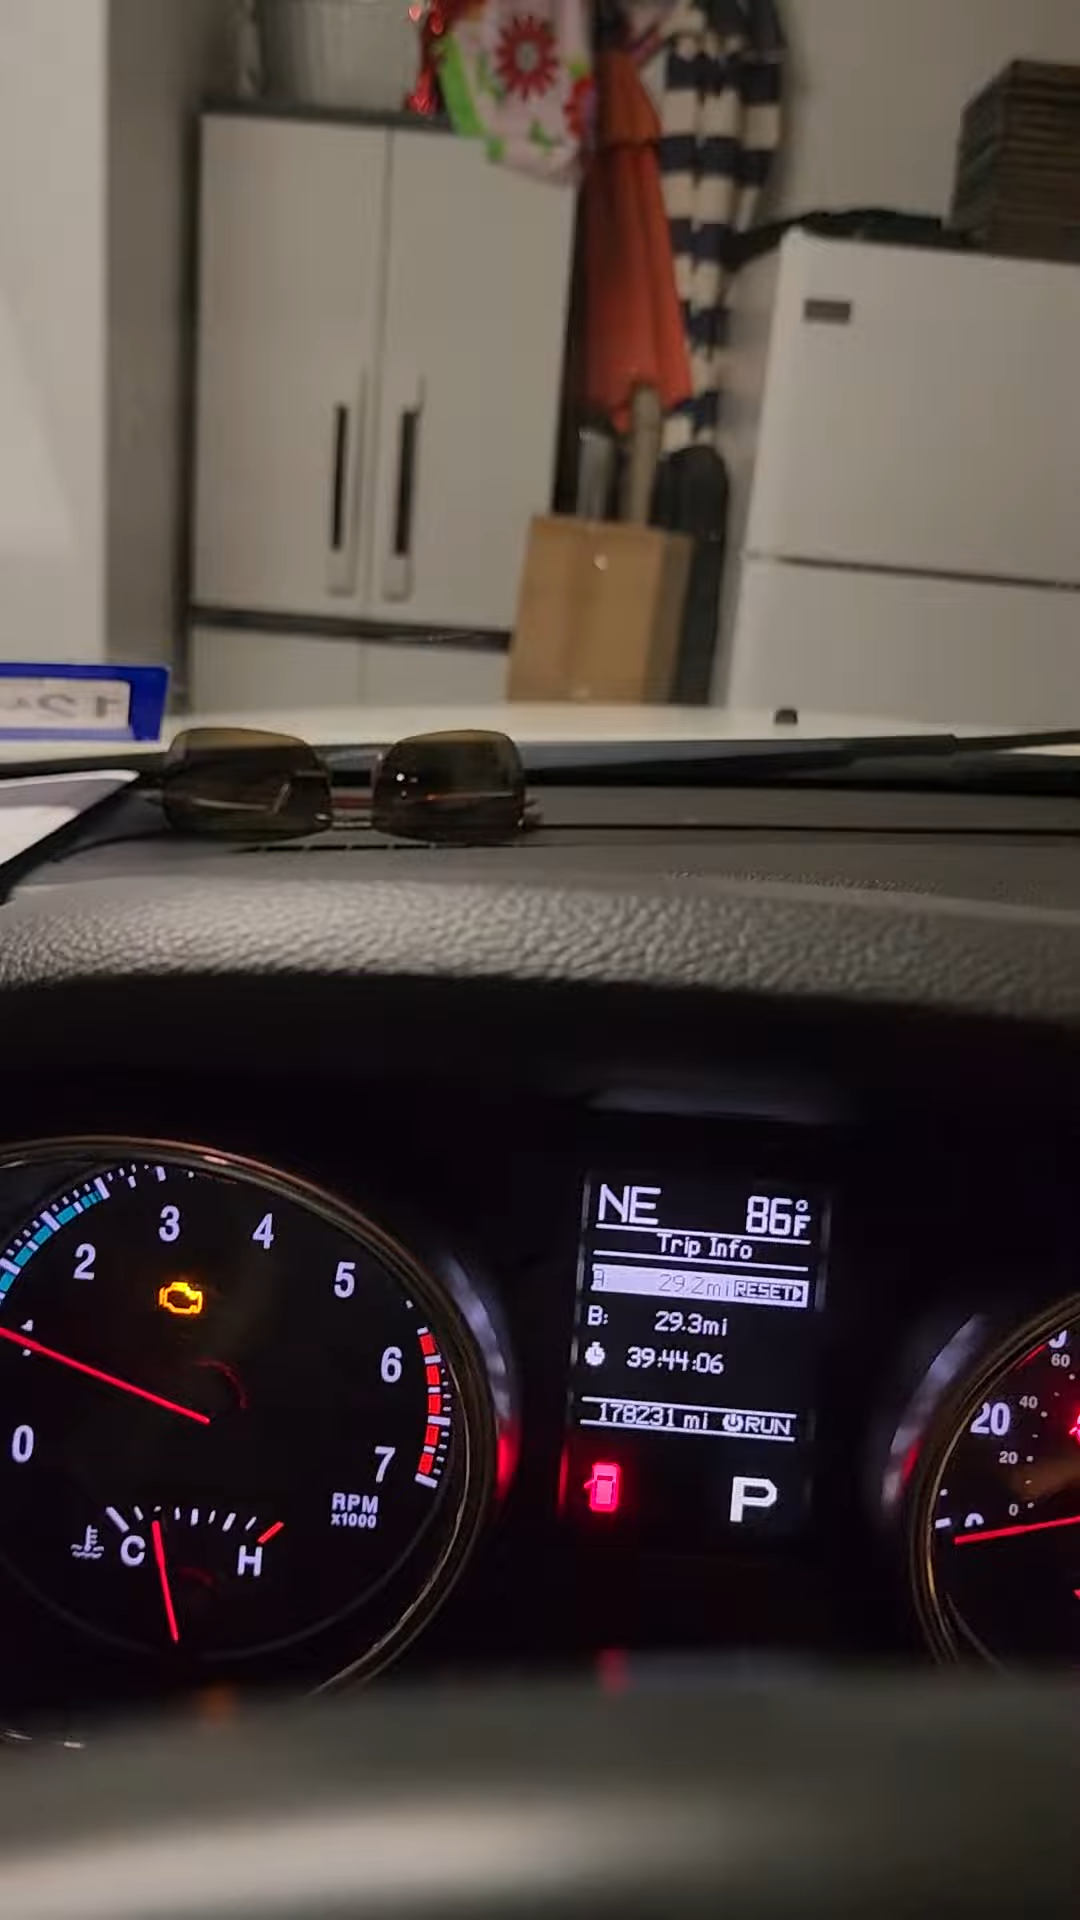 NE 86°F
Trip Info
A 29.2mi RESET
B: 29.3mi
39:44:06
178231 mi RUN
P
0 1 2 3 4 5 6 7
RPM
x1000
C H
20
0 20 40 60